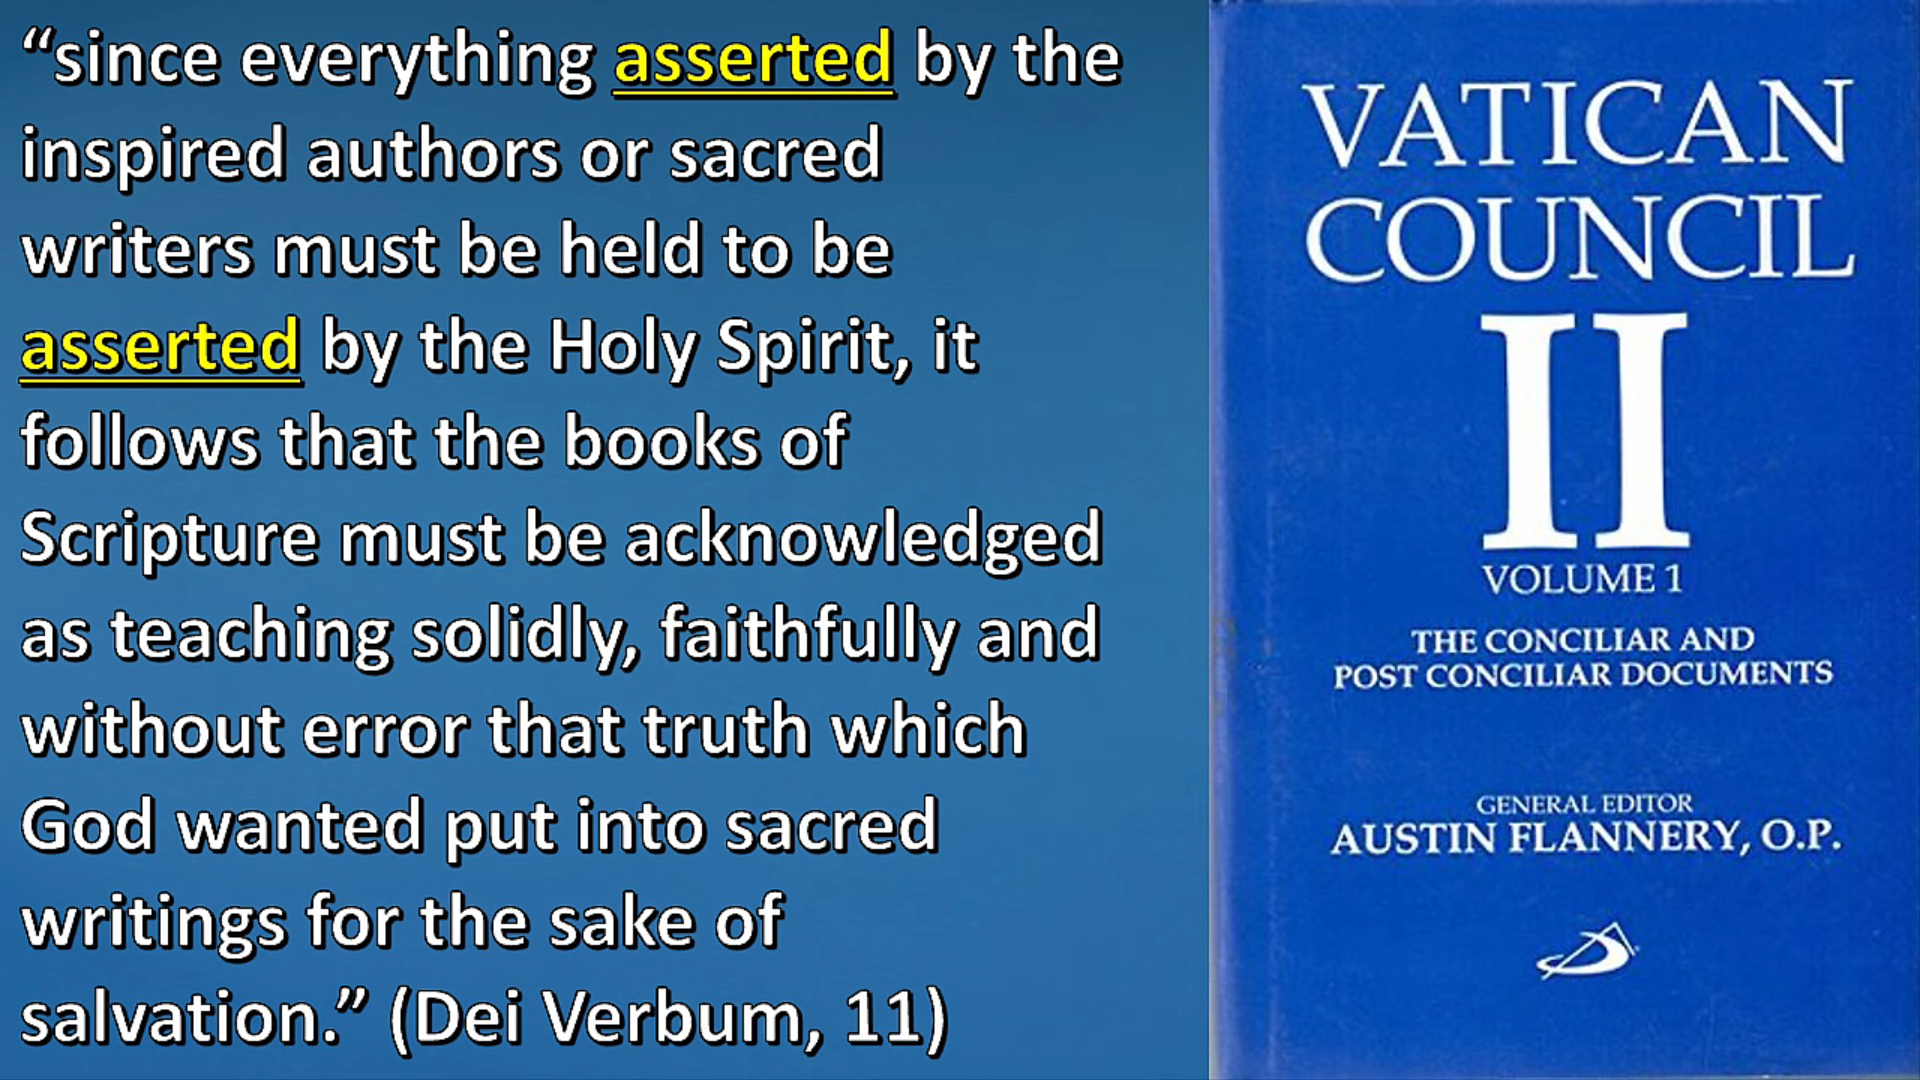 “since everything asserted by the
inspired authors or sacred
writers must be held to be
asserted by the Holy Spirit, it
follows that the books of
Scripture must be acknowledged
as teaching solidly, faithfully and
without error that truth which
God wanted put into sacred
writings for the sake of
salvation.” (Dei Verbum, 11)
VATICAN
COUNCIL
II
VOLUME 1
THE CONCILIAR AND
POST CONCILIAR DOCUMENTS
GENERAL EDITOR
AUSTIN FLANNERY, O.P.